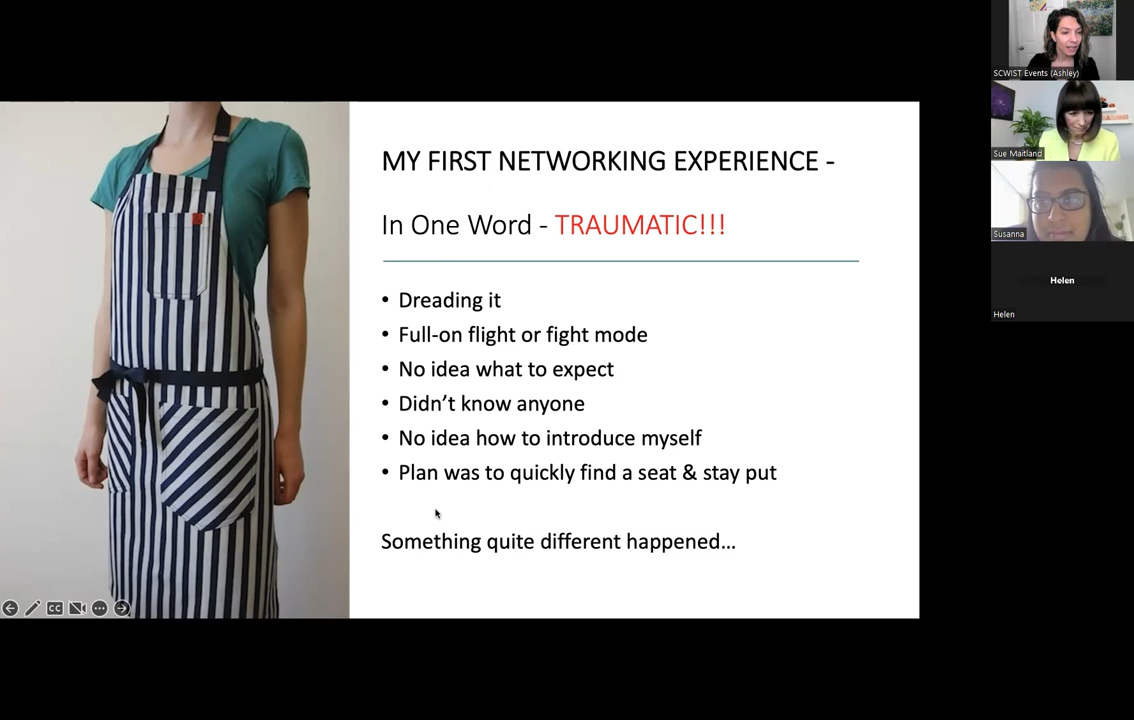 MY FIRST NETWORKING EXPERIENCE -
In One Word - TRAUMATIC!!!
• Dreading it
• Full-on flight or fight mode
• No idea what to expect
• Didn’t know anyone
• No idea how to introduce myself
• Plan was to quickly find a seat & stay put
Something quite different happened...
CC
SCWIST Events (Ashley)
Sue Maitland
Susanna
Helen
Helen